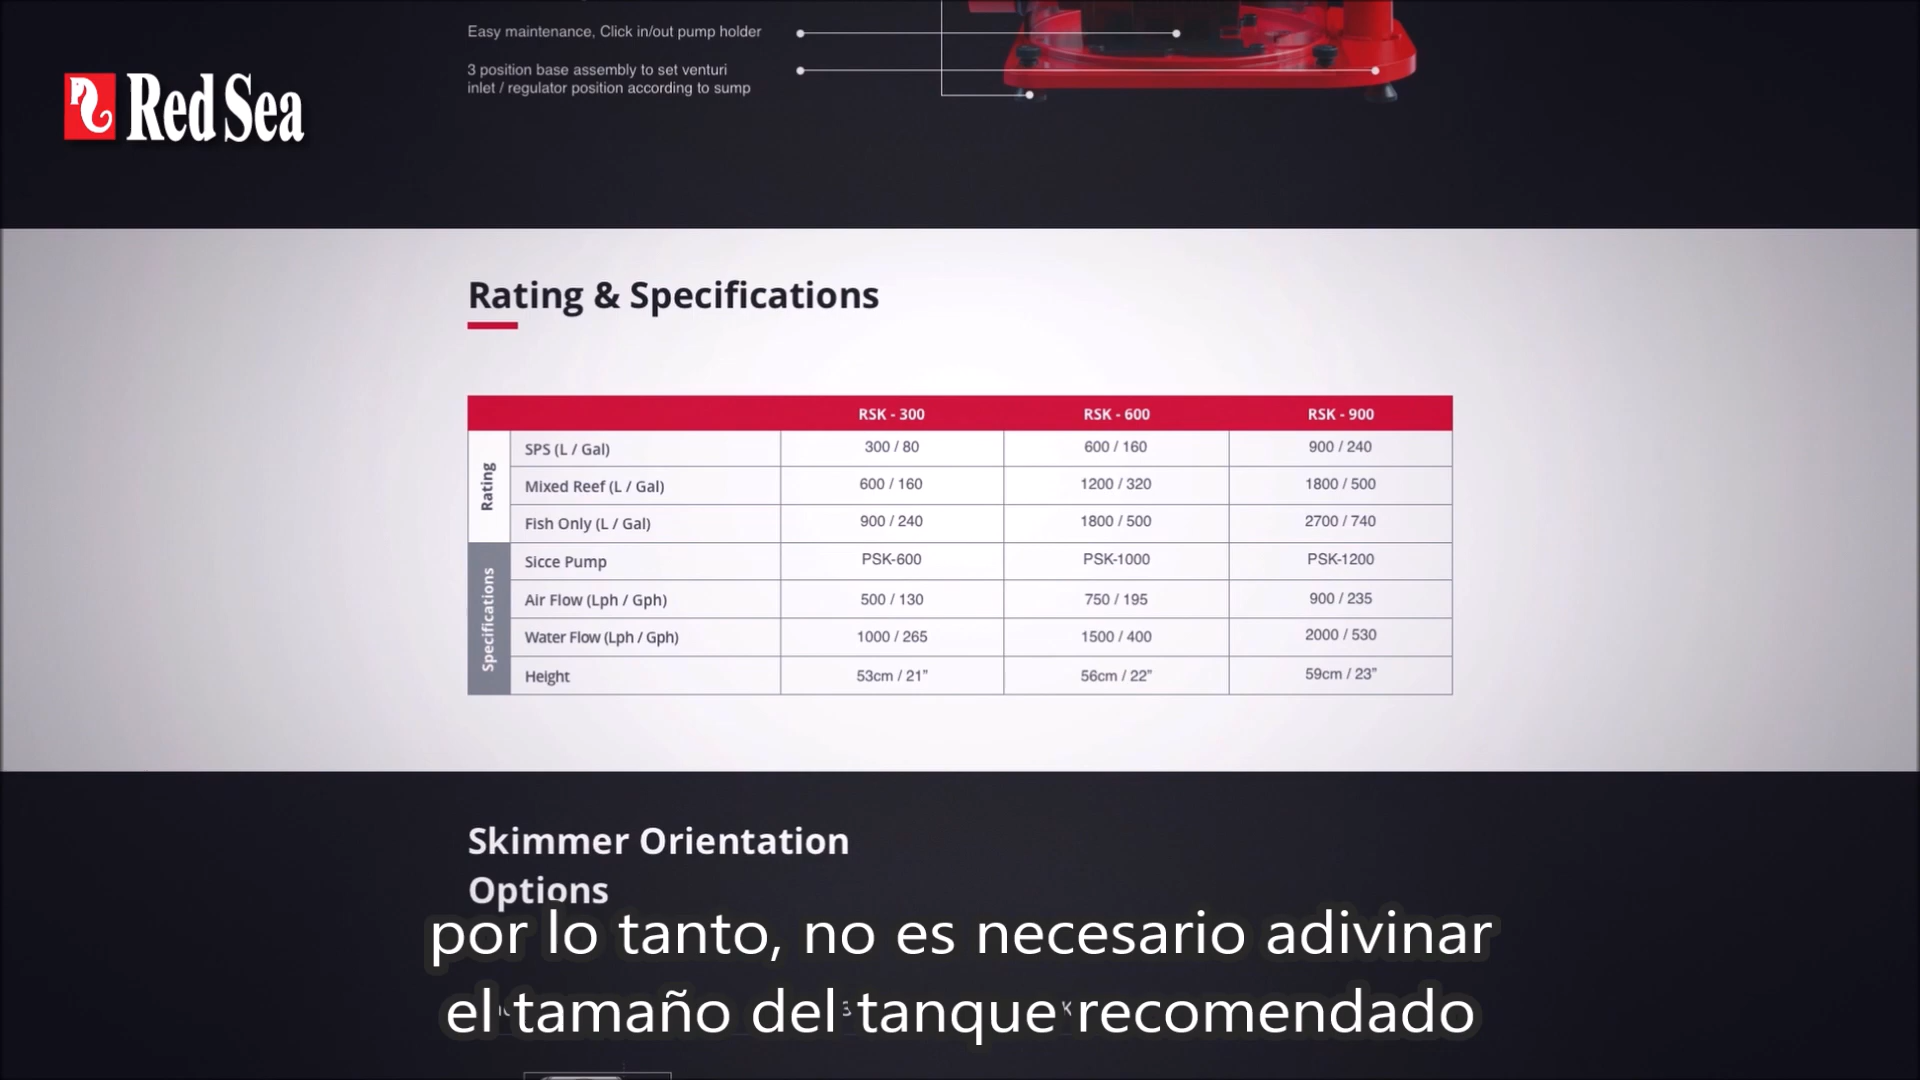 Easy maintenance, Click in/out pump holder
3 position base assembly to set venturi
inlet / regulator position according to sump
Red Sea
Rating & Specifications
RSK - 300 RSK - 600 RSK - 900
Rating
SPS (L / Gal) 300 / 80 600 / 160 900 / 240
Mixed Reef (L / Gal) 600 / 160 1200 / 320 1800 / 500
Fish Only (L / Gal) 900 / 240 1800 / 500 2700 / 740
Specifications
Sicce Pump PSK-600 PSK-1000 PSK-1200
Air Flow (Lph / Gph) 500 / 130 750 / 195 900 / 235
Water Flow (Lph / Gph) 1000 / 265 1500 / 400 2000 / 530
Height 53cm / 21” 56cm / 22” 59cm / 23”
Skimmer Orientation
Options
por lo tanto, no es necesario adivinar
el tamaño del tanque recomendado